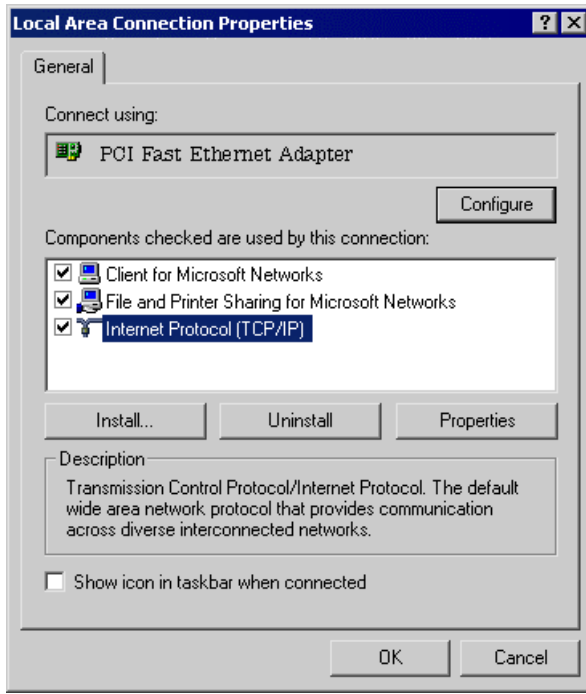 Local Area Connection Properties
General
Connect using:
PCI Fast Ethernet Adapter
Configure
Components checked are used by this connection:
Client for Microsoft Networks
File and Printer Sharing for Microsoft Networks
Internet Protocol (TCP/IP)
Install...
Uninstall
Properties
Description
Transmission Control Protocol/Internet Protocol. The default
wide area network protocol that provides communication
across diverse interconnected networks.
Show icon in taskbar when connected
OK
Cancel